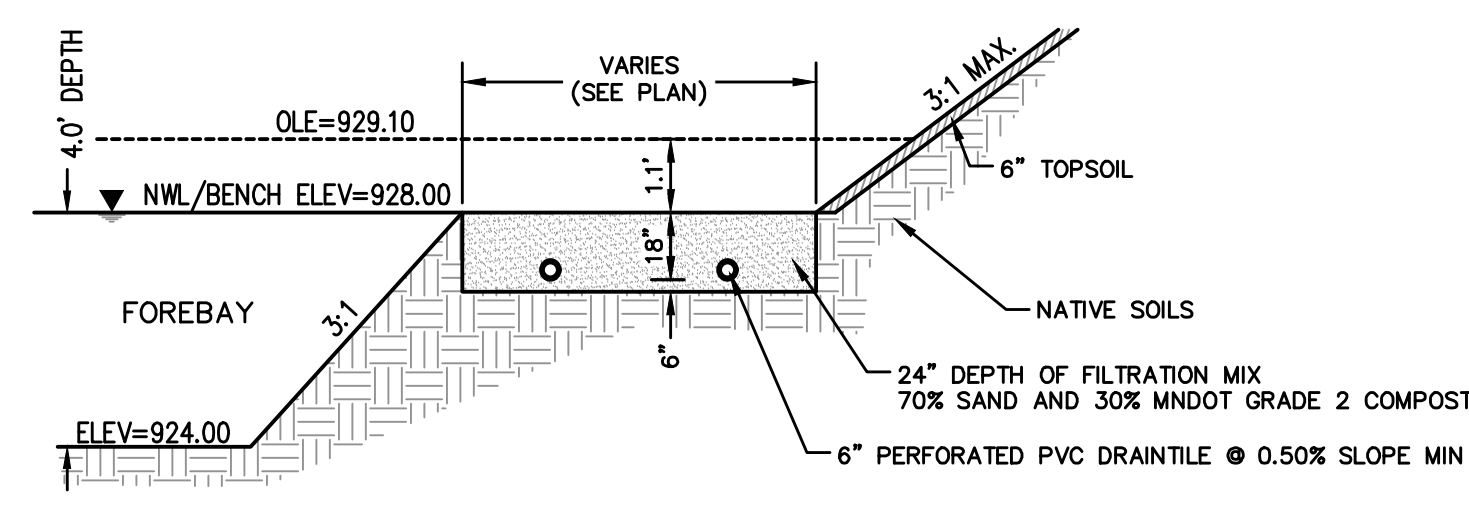 4.0' DEPTH
VARIES
(SEE PLAN)
3:1 MAX.
OLE=929.10
1.1'
6" TOPSOIL
NWL/BENCH ELEV=928.00
18"
FOREBAY
3:1
NATIVE SOILS
6"
24" DEPTH OF FILTRATION MIX
70% SAND AND 30% MNDOT GRADE 2 COMPOST
ELEV=924.00
6" PERFORATED PVC DRAINTILE @ 0.50% SLOPE MIN